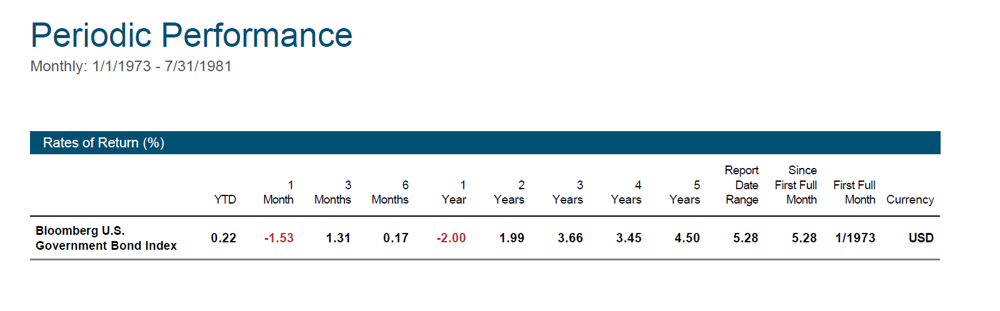 Periodic Performance
Monthly: 1/1/1973 - 7/31/1981
Rates of Return (%)
Report Since
1 3 6 1 2 3 4 5 Date First Full First Full
YTD Month Months Months Year Years Years Years Years Range Month Month Currency
Bloomberg U.S.
Government Bond Index 0.22 -1.53 1.31 0.17 -2.00 1.99 3.66 3.45 4.50 5.28 5.28 1/1973 USD